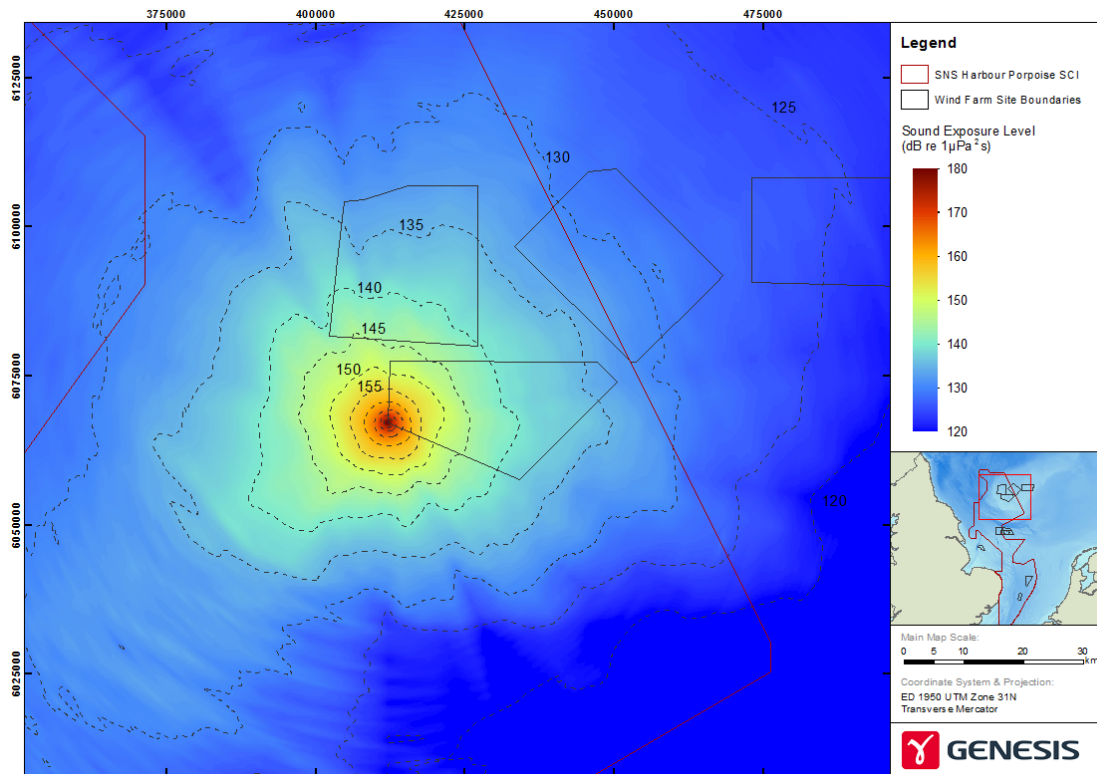 375000 400000 425000 450000 475000
6125000
6100000
6075000
6050000
6025000
125
130
135
140
145
150
155
120
Legend
SNS Harbour Porpoise SCI
Wind Farm Site Boundaries
Sound Exposure Level
(dB re 1µPa²s)
180
170
160
150
140
130
120
Main Map Scale:
0 5 10 20 30
km
Coordinate System & Projection:
ED 1950 UTM Zone 31N
Transverse Mercator
GENESIS